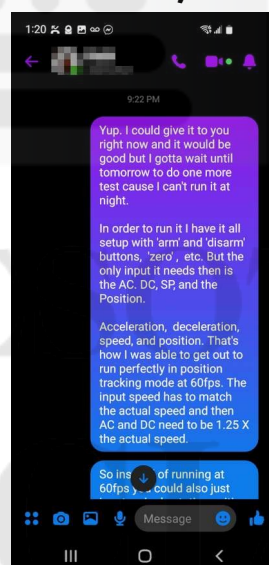 1:20
9:22 PM
Yup. I could give it to you
right now and it would be
good but I gotta wait until
tomorrow to do one more
test cause I can't run it at
night.
In order to run it I have it all
setup with 'arm' and 'disarm'
buttons, 'zero', etc. But the
only input it needs then is
the AC. DC, SP, and the
Position.
Acceleration, deceleration,
speed, and position. That's
how I was able to get out to
run perfectly in position
tracking mode at 60fps. The
input speed has to match
the actual speed and then
AC and DC need to be 1.25 X
the actual speed.
So of running at
60fps you could also just
Message